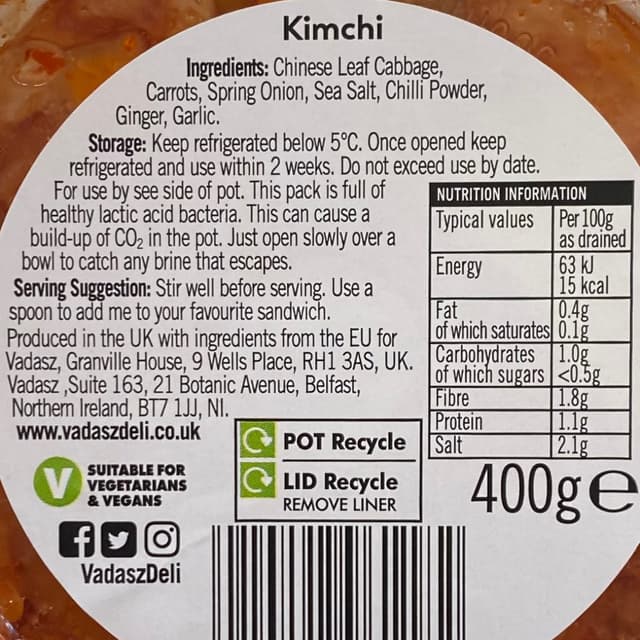 Kimchi
Ingredients: Chinese Leaf Cabbage,
Carrots, Spring Onion, Sea Salt, Chilli Powder,
Ginger, Garlic.
Storage: Keep refrigerated below 5°C. Once opened keep
refrigerated and use within 2 weeks. Do not exceed use by date.
For use by see side of pot. This pack is full of
healthy lactic acid bacteria. This can cause a
build-up of CO₂ in the pot. Just open slowly over a
bowl to catch any brine that escapes.
Serving Suggestion: Stir well before serving. Use a
spoon to add me to your favourite sandwich.
Produced in the UK with ingredients from the EU for
Vadasz, Granville House, 9 Wells Place, RH1 3AS, UK.
Vadasz ,Suite 163, 21 Botanic Avenue, Belfast,
Northern Ireland, BT7 1JJ, NI.
www.vadaszdeli.co.uk
NUTRITION INFORMATION
Typical values Per 100g
as drained
Energy 63 kJ
15 kcal
Fat 0.4g
of which saturates 0.1g
Carbohydrates 1.0g
of which sugars <0.5g
Fibre 1.8g
Protein 1.1g
Salt 2.1g
400g e
V SUITABLE FOR
VEGETARIANS
& VEGANS
POT Recycle
LID Recycle
REMOVE LINER
VadaszDeli